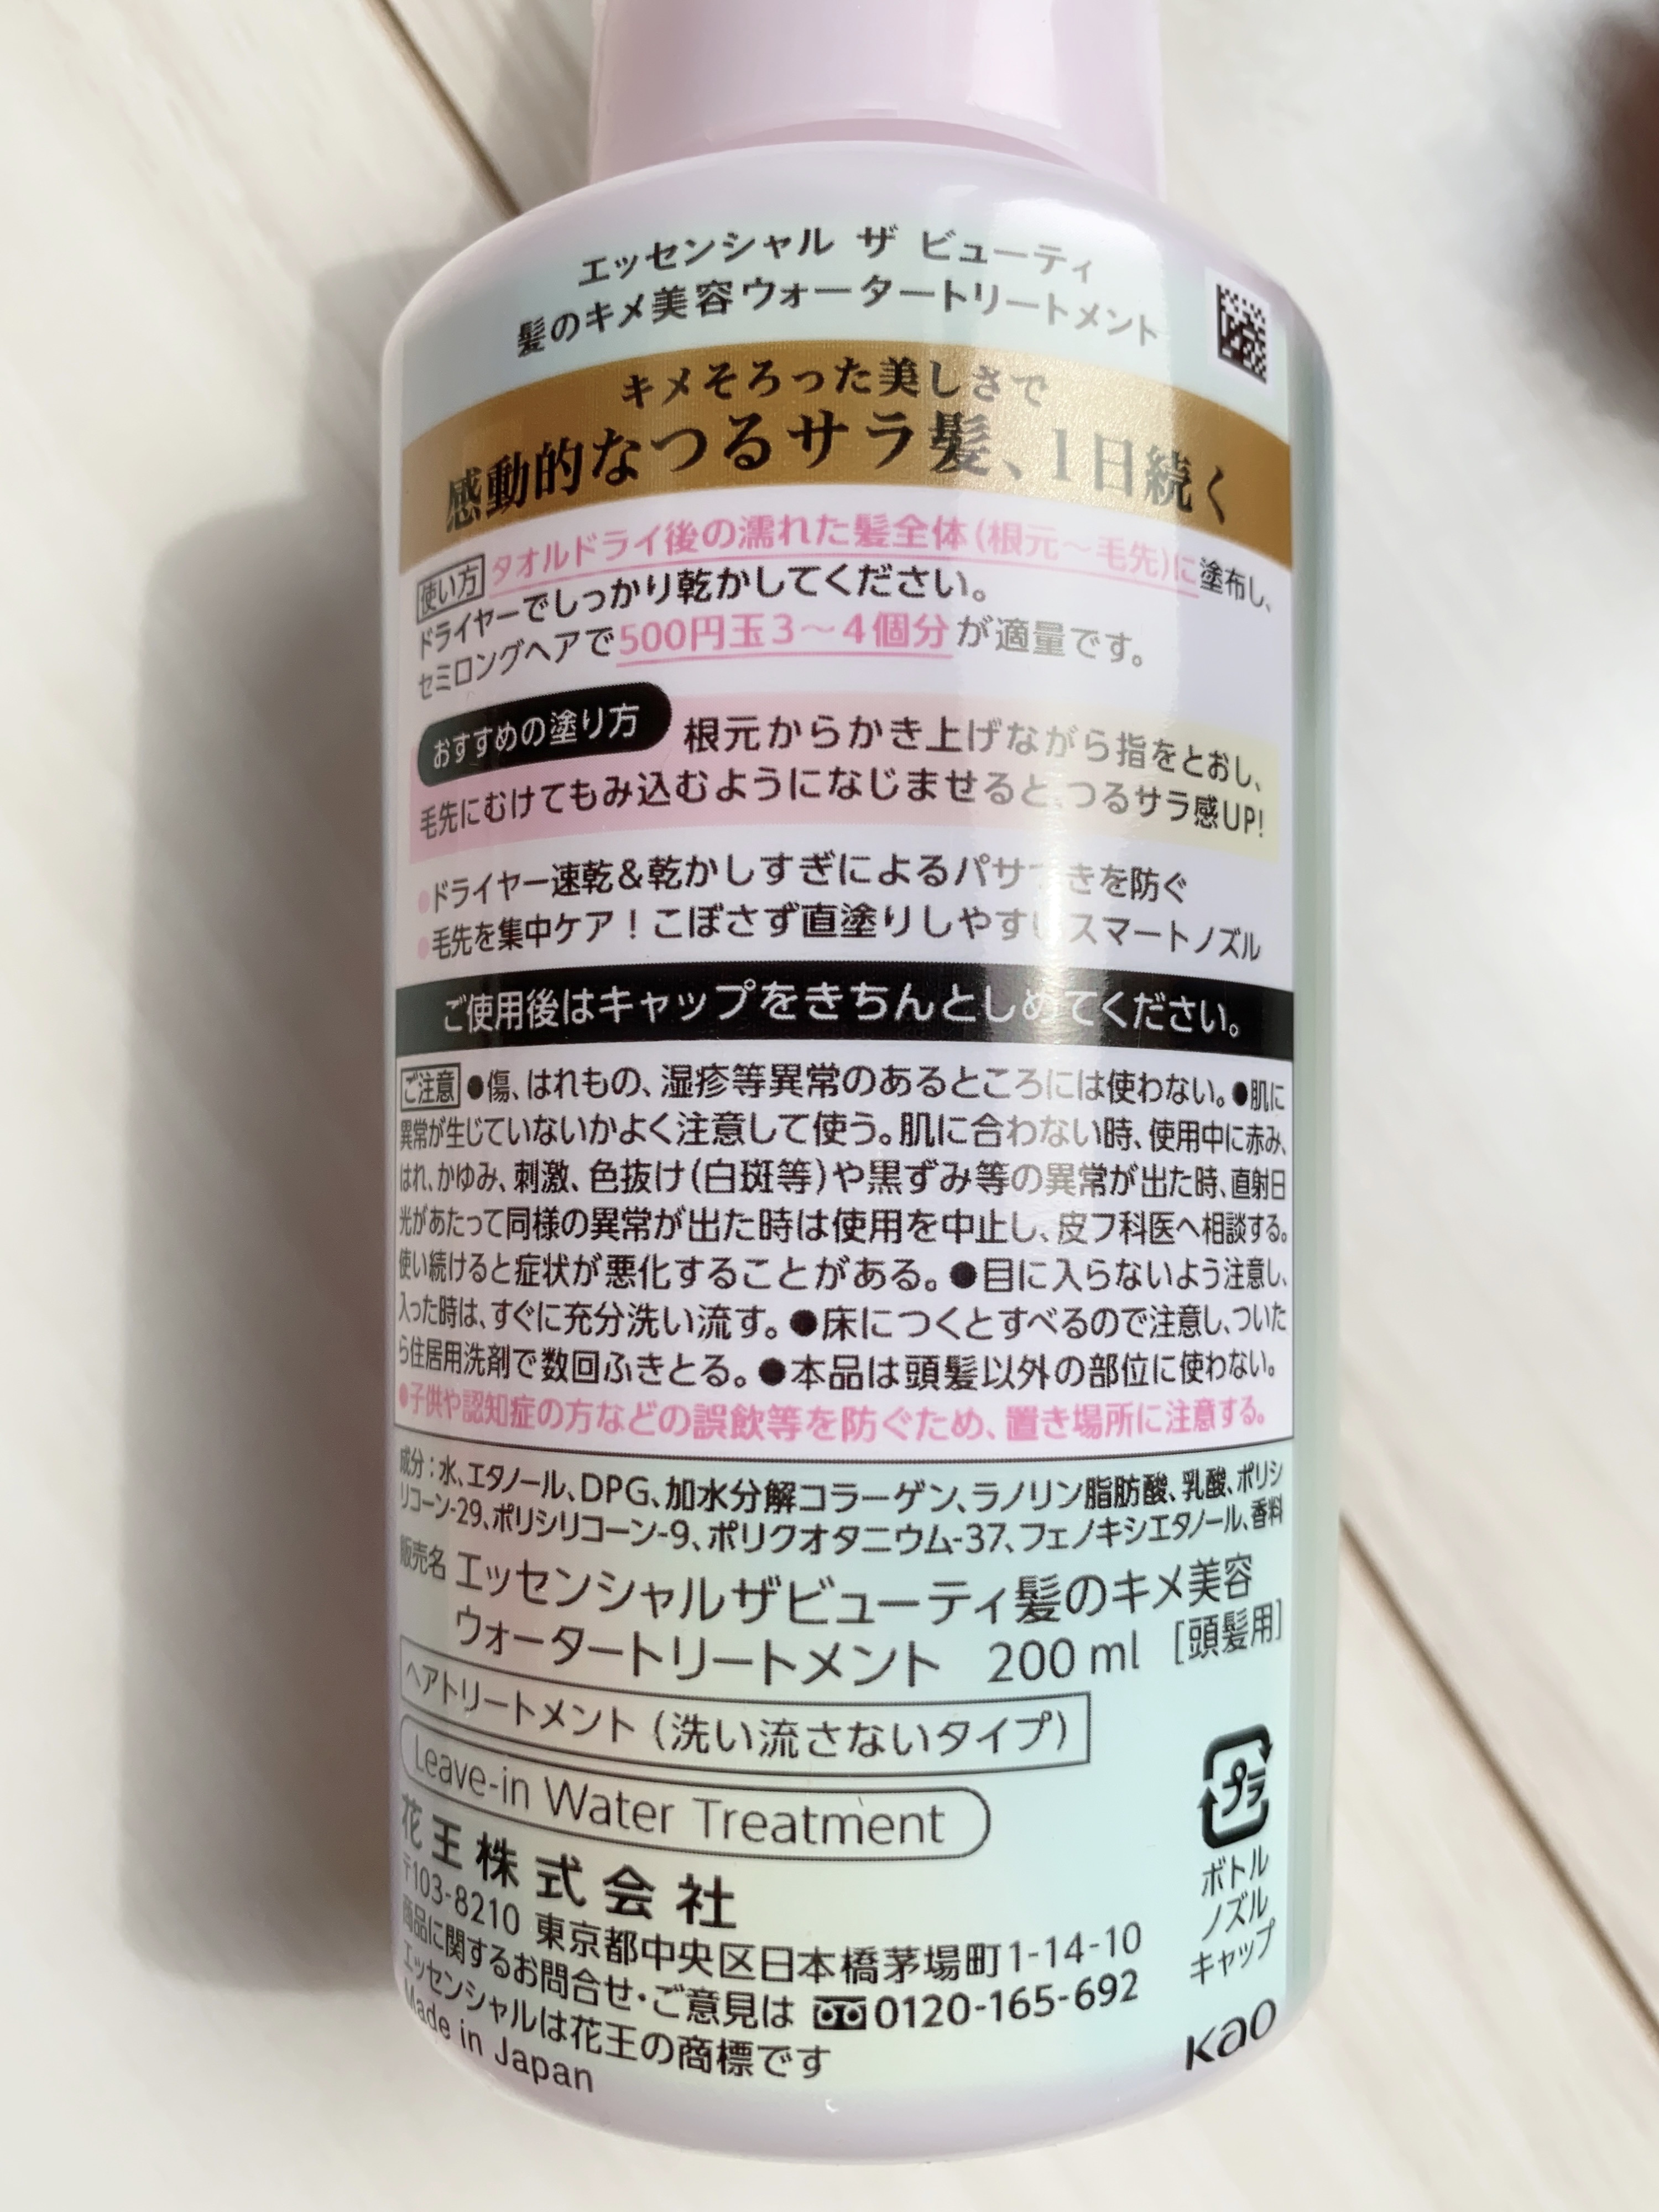 エッセンシャル ザ ビューティ
髪のキメ美容ウォータートリートメント
キメそろった美しさで
感動的なつるサラ髪、1日続く
使い方 タオルドライ後の濡れた髪全体(根元～毛先)に塗布し、
ドライヤーでしっかり乾かしてください。
セミロングヘアで500円玉3～4個分が適量です。
おすすめの塗り方 根元からかき上げながら指をとおし、
毛先にむけてもみ込むようになじませると、つるサラ感UP!
●ドライヤー速乾&乾かしすぎによるパサつきを防ぐ
●毛先を集中ケア!こぼさず直塗りしやすいスマートノズル
ご使用後はキャップをきちんとしめてください。
ご注意 ●傷、はれもの、湿疹等異常のあるところには使わない。●肌に
異常が生じていないかよく注意して使う。肌に合わない時、使用中に赤み、
はれ、かゆみ、刺激、色抜け(白斑等)や黒ずみ等の異常が出た時、直射日
光があたって同様の異常が出た時は使用を中止し、皮フ科医へ相談する。
使い続けると症状が悪化することがある。●目に入らないよう注意し、
入った時は、すぐに充分洗い流す。●床につくとすべるので注意し、ついた
ら住居用洗剤で数回ふきとる。●本品は頭髪以外の部位に使わない。
●子供や認知症の方などの誤飲等を防ぐため、置き場所に注意する。
成分:水、エタノール、DPG、加水分解コラーゲン、ラノリン脂肪酸、乳酸、ポリシ
リコーン-29、ポリシリコーン-9、ポリクオタニウム-37、フェノキシエタノール、香料
販売名 エッセンシャルザビューティ髪のキメ美容
ウォータートリートメント 200 ml [頭髪用]
ヘアトリートメント(洗い流さないタイプ)
Leave-in Water Treatment
花王株式会社
〒103-8210 東京都中央区日本橋茅場町1-14-10
商品に関するお問合せ・ご意見は 0120-165-692
エッセンシャルは花王の商標です
Made in Japan
プラ
ボトル
ノズル
キャップ
Kao